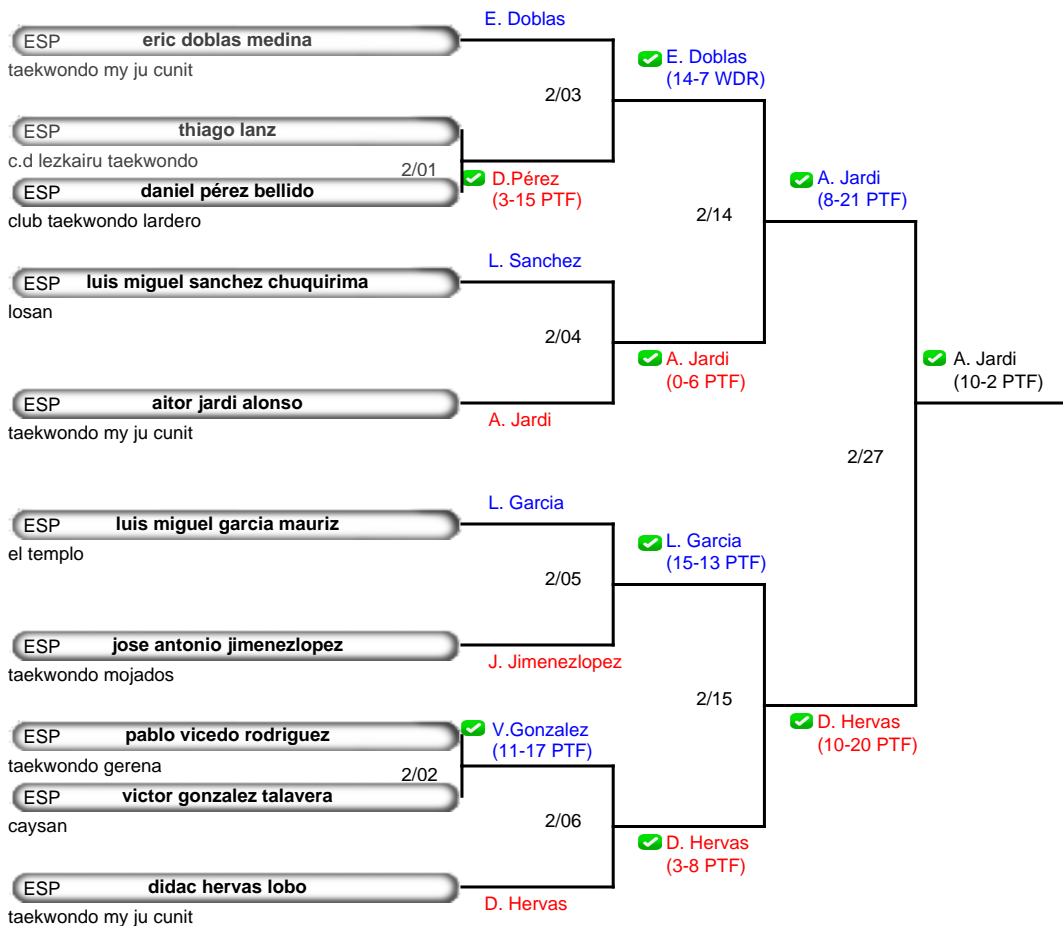 E. Doblas
ESP eric doblas medina
taekwondo my ju cunit
E. Doblas
(14-7 WDR)
2/03
ESP thiago lanz
c.d lezkairu taekwondo
2/01
D.Pérez
(3-15 PTF)
ESP daniel pérez bellido
club taekwondo lardero
A. Jardi
(8-21 PTF)
2/14
L. Sanchez
ESP luis miguel sanchez chuquirima
losan
2/04
A. Jardi
(0-6 PTF)
A. Jardi
(10-2 PTF)
ESP aitor jardi alonso
taekwondo my ju cunit
A. Jardi
2/27
L. Garcia
ESP luis miguel garcia mauriz
el templo
L. Garcia
(15-13 PTF)
2/05
ESP jose antonio jimenezlopez
taekwondo mojados
J. Jimenezlopez
2/15
D. Hervas
(10-20 PTF)
ESP pablo vicedo rodriguez
taekwondo gerena
V.Gonzalez
(11-17 PTF)
2/02
ESP victor gonzalez talavera
caysan
2/06
D. Hervas
(3-8 PTF)
ESP didac hervas lobo
taekwondo my ju cunit
D. Hervas